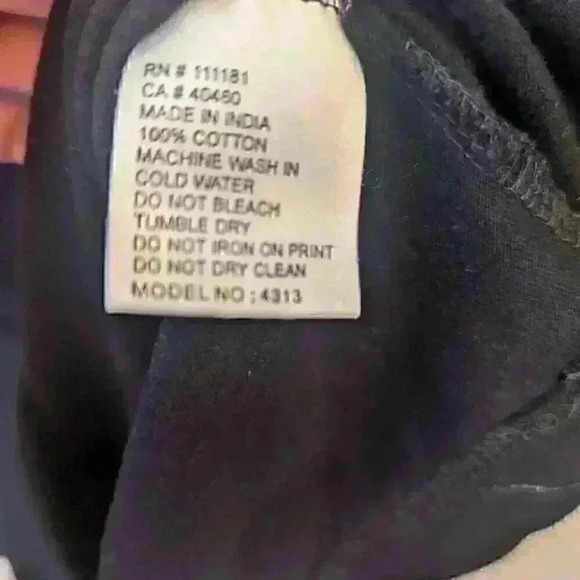 RN # 111181
CA # 40460
MADE IN INDIA
100% COTTON
MACHINE WASH IN
COLD WATER
DO NOT BLEACH
TUMBLE DRY
DO NOT IRON ON PRINT
DO NOT DRY CLEAN
MODEL NO : 4313